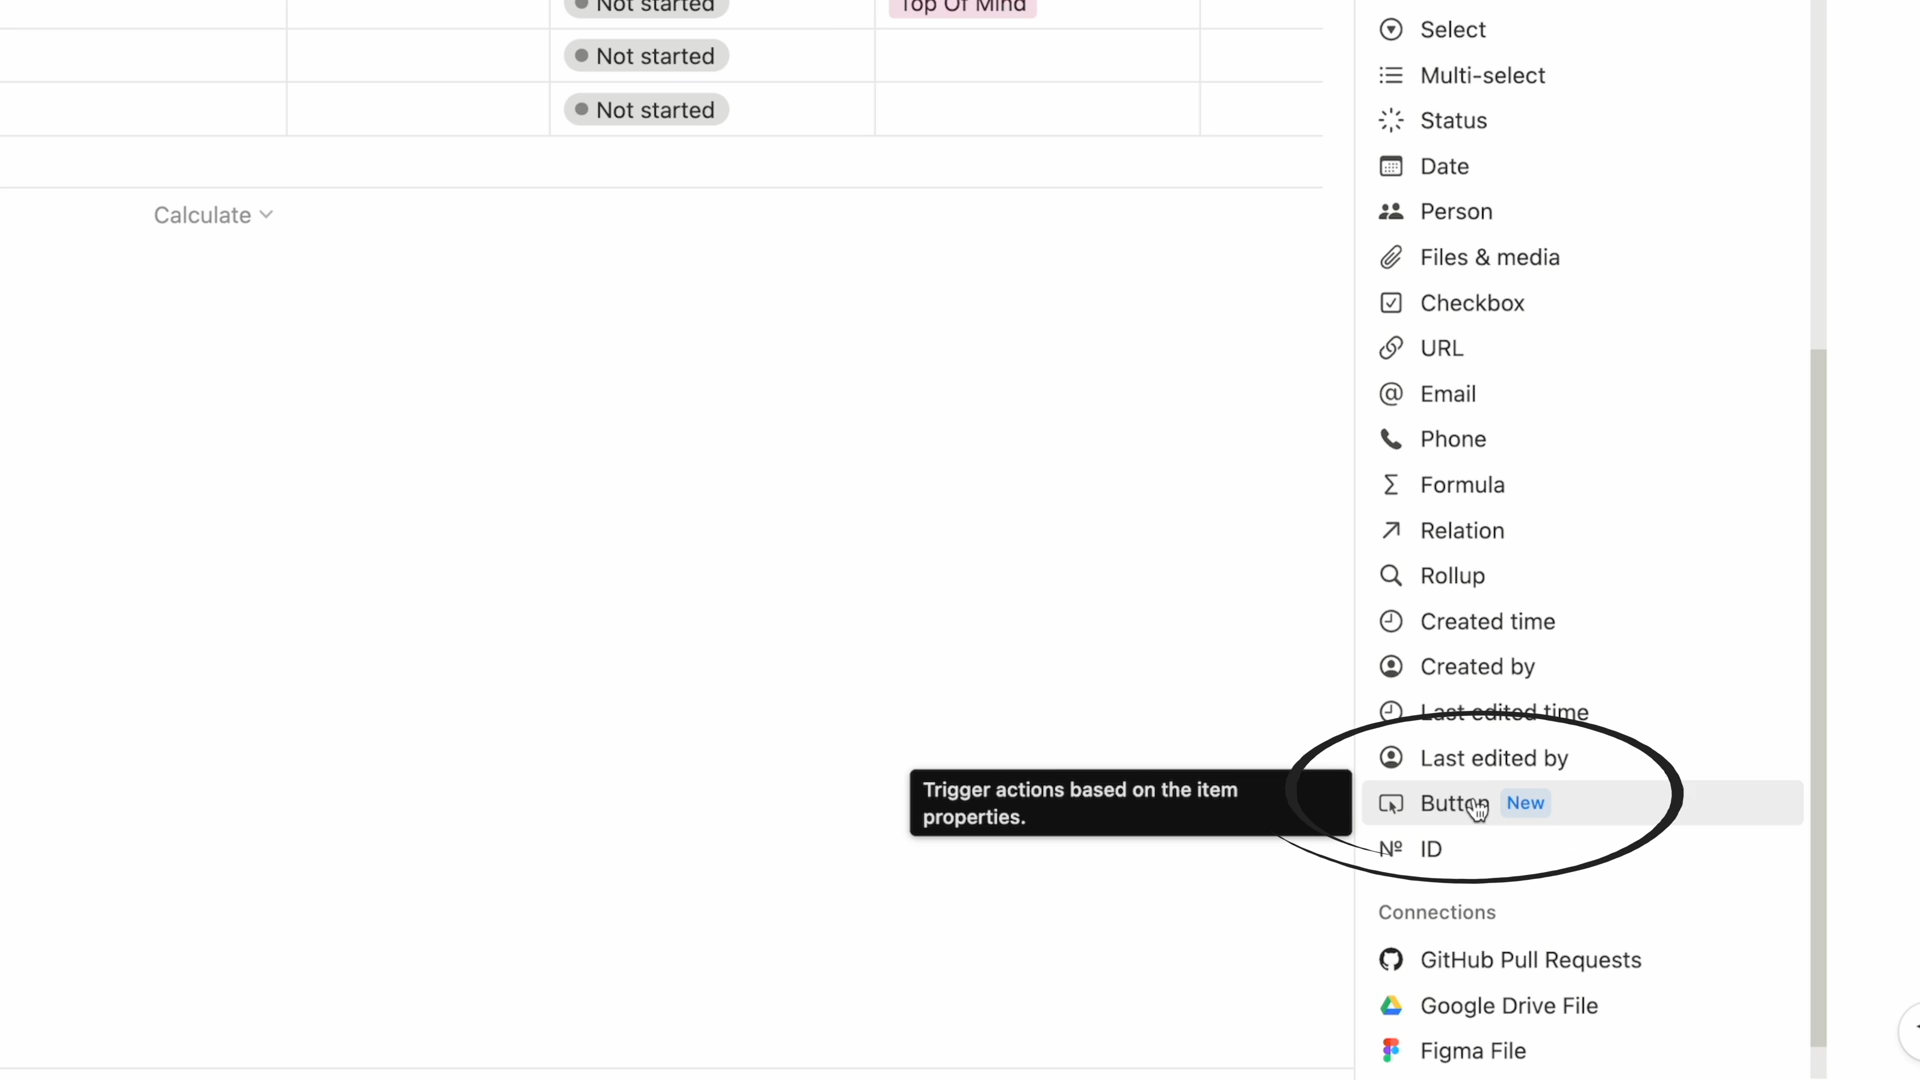 Not started
Top Of Mind
Not started
Not started
Calculate
Select
Multi-select
Status
Date
Person
Files & media
Checkbox
URL
Email
Phone
Formula
Relation
Rollup
Created time
Created by
Last edited time
Last edited by
Trigger actions based on the item
properties.
Button New
Nº ID
Connections
GitHub Pull Requests
Google Drive File
Figma File